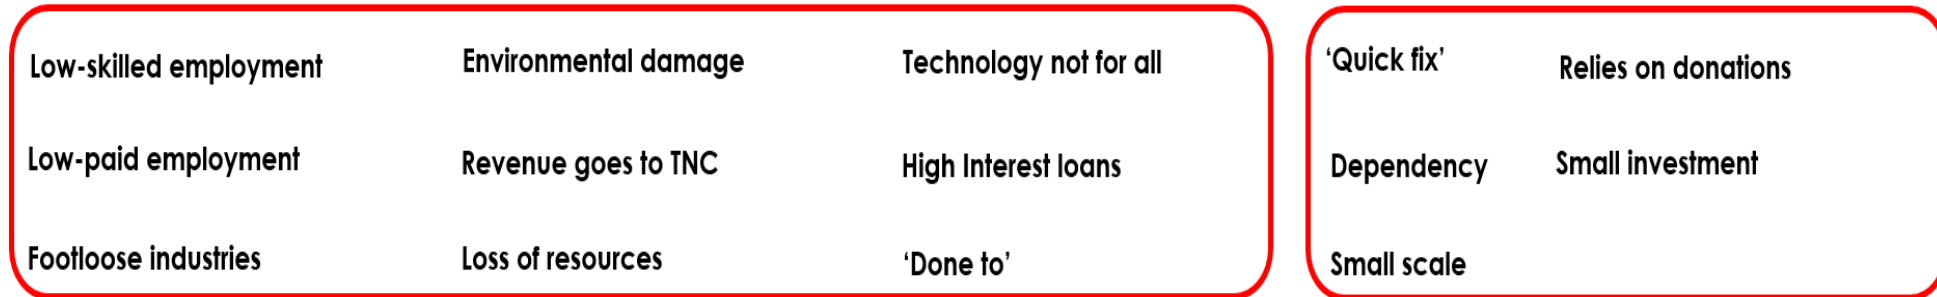 Low-skilled employment
Environmental damage
Technology not for all
Low-paid employment
Revenue goes to TNC
High Interest loans
Footloose industries
Loss of resources
‘Done to’
‘Quick fix’
Relies on donations
Dependency
Small investment
Small scale